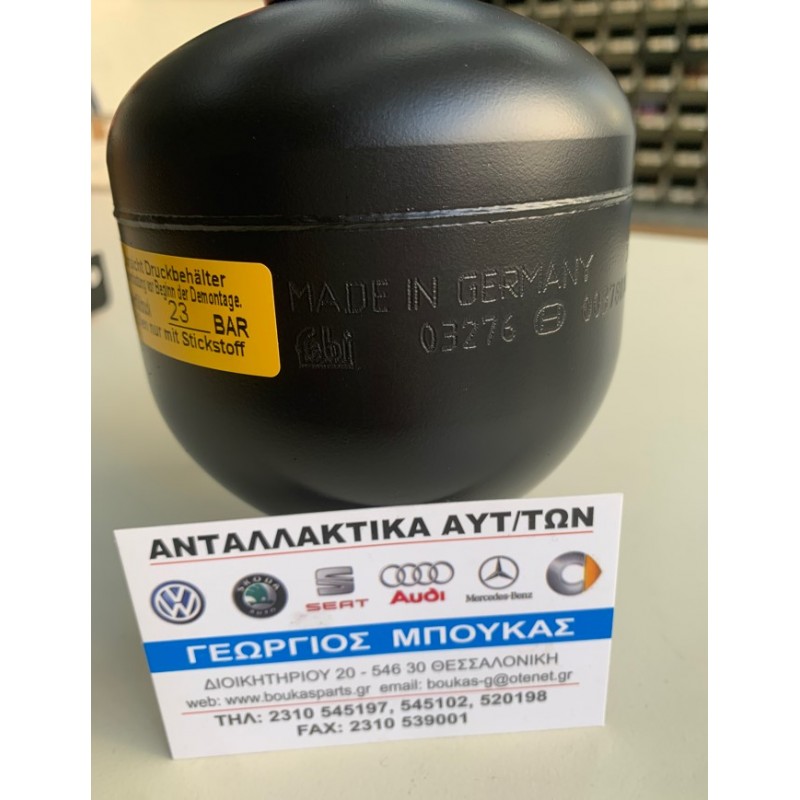 Druckbehälter
Beginn der Demontage.
23 BAR
nur mit Stickstoff
MADE IN GERMANY
03276
febi
ΑΝΤΑΛΛΑΚΤΙΚΑ ΑΥΤ/ΤΩΝ
VW SKODA SEAT Audi Mercedes-Benz
ΓΕΩΡΓΙΟΣ ΜΠΟΥΚΑΣ
ΔΙΟΙΚΗΤΗΡΙΟΥ 20 - 546 30 ΘΕΣΣΑΛΟΝΙΚΗ
web: www.boukasparts.gr email: boukas-g@otenet.gr
ΤΗΛ: 2310 545197, 545102, 520198
FAX: 2310 539001